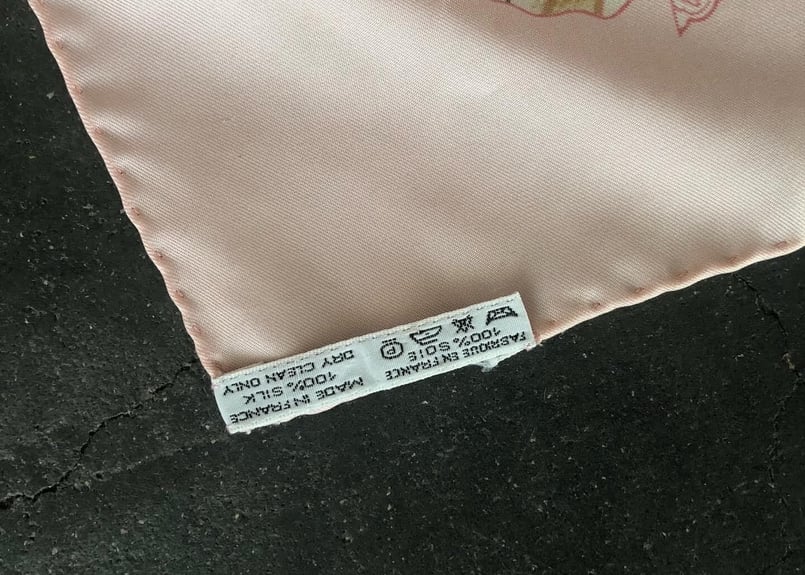 FABRIQUE EN FRANCE
100% SOIE
MADE IN FRANCE
100% SILK
DRY CLEAN ONLY